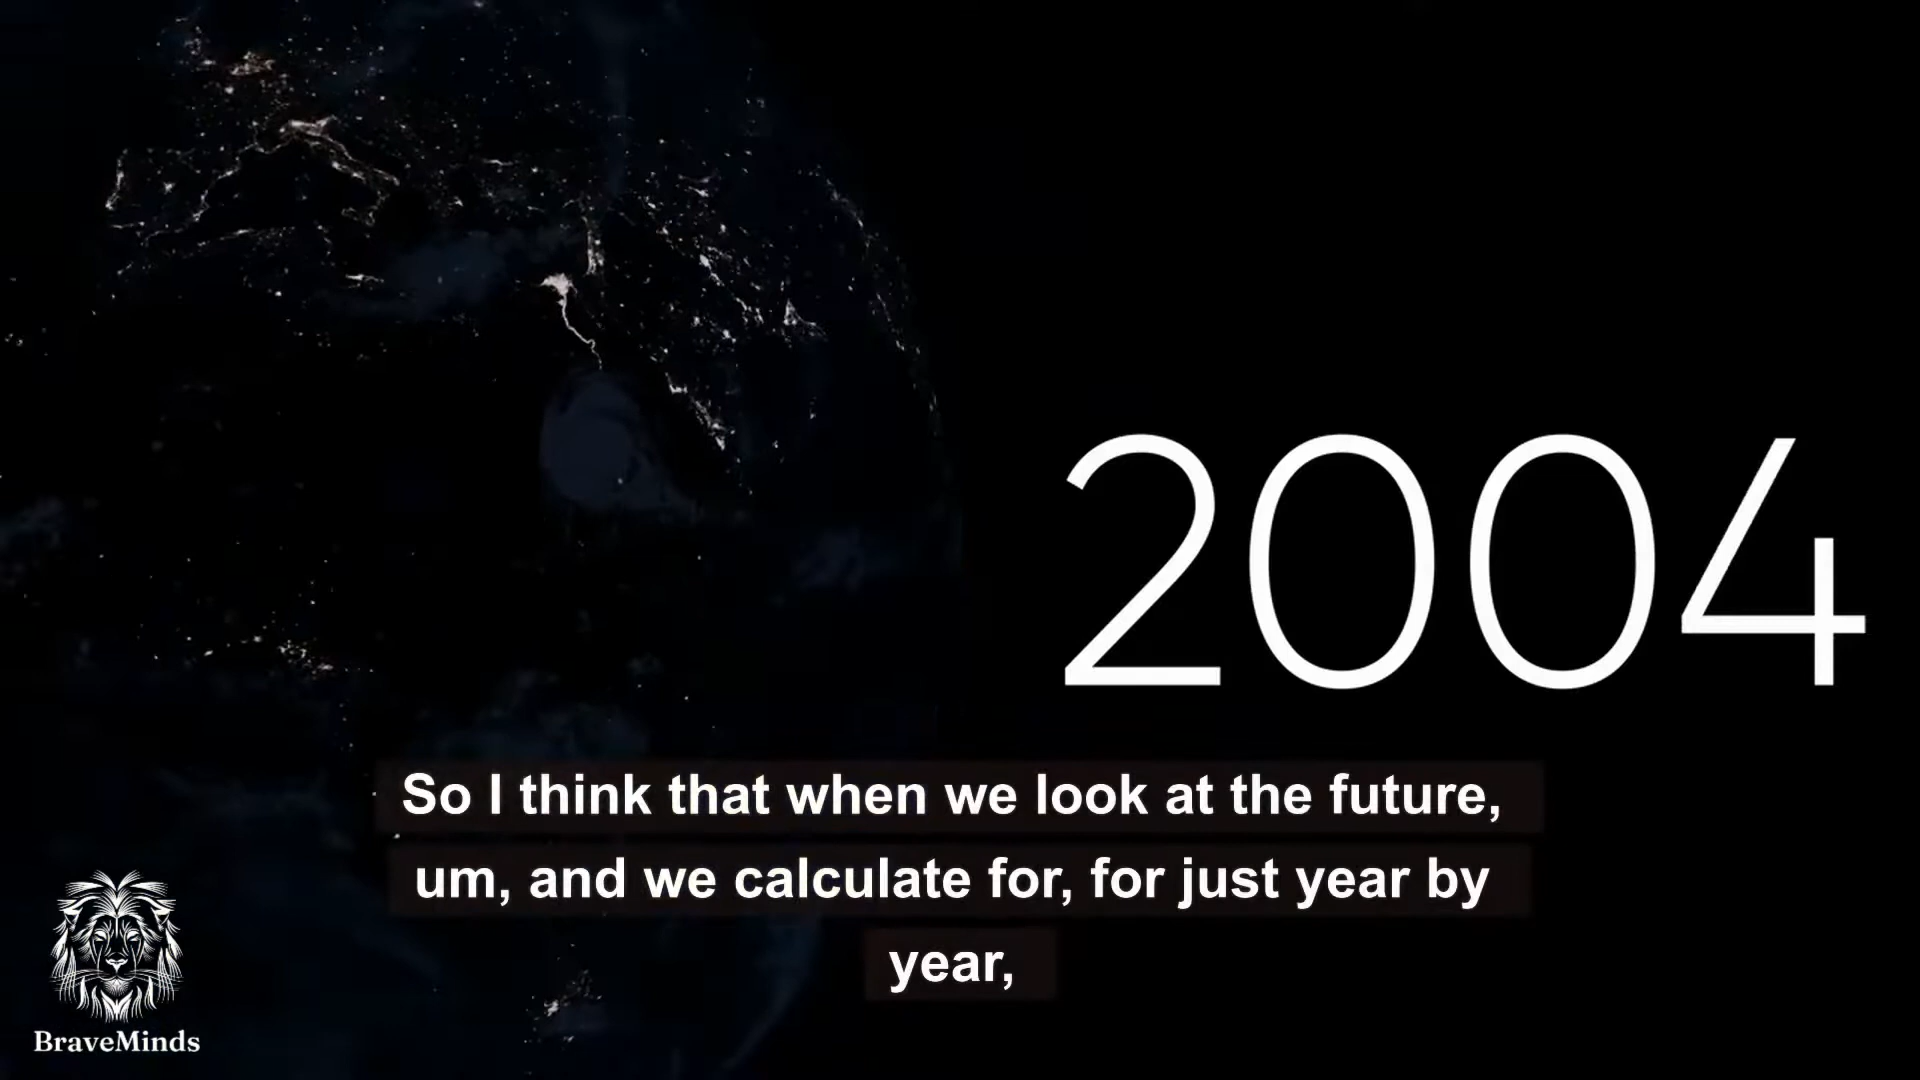 2004
So I think that when we look at the future,
um, and we calculate for, for just year by
year,
BraveMinds